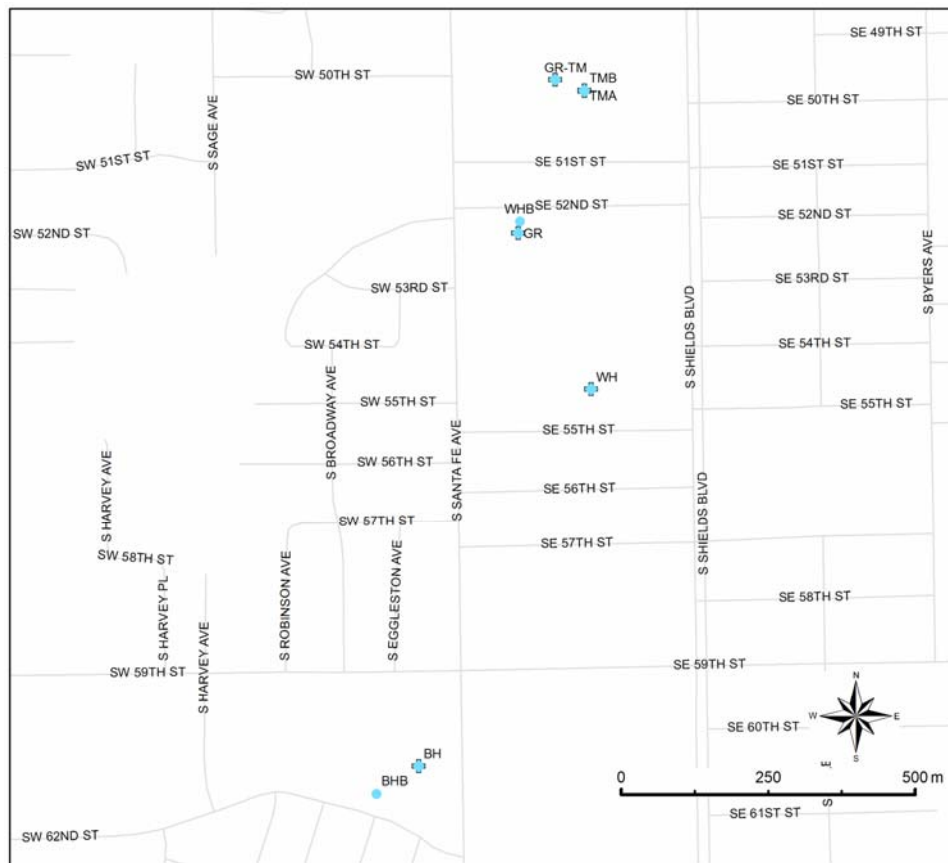 SE 49TH ST
GR-TM
TMB
SW 50TH ST
TMA
SE 50TH ST
S SAGE AVE
SW 51ST ST
SE 51ST ST
SE 51ST ST
WHB
SE 52ND ST
SE 52ND ST
SW 52ND ST
GR
S BYERS AVE
SW 53RD ST
SE 53RD ST
S SHIELDS BLVD
SW 54TH ST
SE 54TH ST
WH
S BROADWAY AVE
SW 55TH ST
SE 55TH ST
SE 55TH ST
S SANTA FE AVE
SW 56TH ST
S HARVEY AVE
SE 56TH ST
S SHIELDS BLVD
SW 57TH ST
SE 57TH ST
SW 58TH ST
S HARVEY PL
S ROBINSON AVE
S EGGLESTON AVE
SE 58TH ST
S HARVEY AVE
SW 59TH ST
SE 59TH ST
N
W
E
S
SE 60TH ST
BH
BHB
0
250
500 m
S
SE 61ST ST
SW 62ND ST